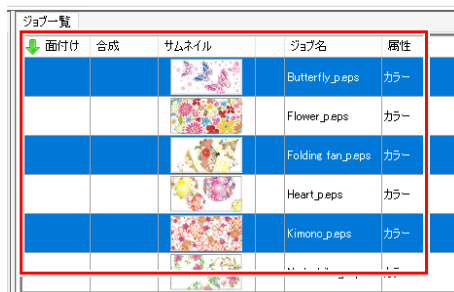 ジョブ一覧
面付け 合成 サムネイル ジョブ名 属性
Butterfly_p.eps カラー
Flower_p.eps カラー
Folding fan_p.eps カラー
Heart_p.eps カラー
Kimono_p.eps カラー